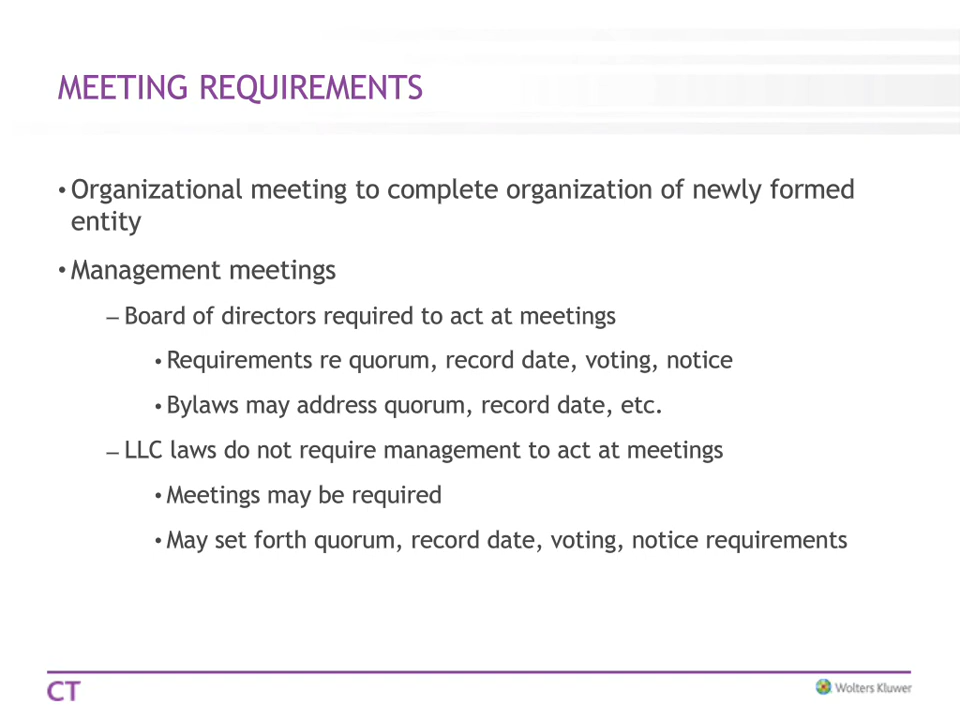 MEETING REQUIREMENTS
• Organizational meeting to complete organization of newly formed
entity
• Management meetings
– Board of directors required to act at meetings
• Requirements re quorum, record date, voting, notice
• Bylaws may address quorum, record date, etc.
– LLC laws do not require management to act at meetings
• Meetings may be required
• May set forth quorum, record date, voting, notice requirements
CT
Wolters Kluwer